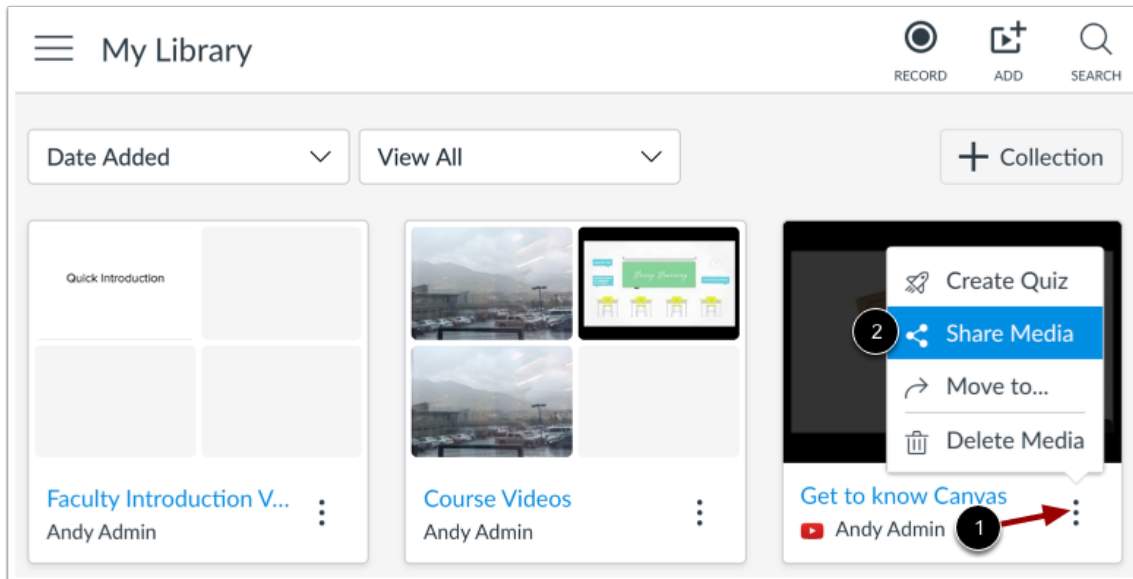 My Library
RECORD
ADD
SEARCH
Date Added
View All
Collection
Quick Introduction
Create Quiz
2
Share Media
Move to...
Delete Media
Faculty Introduction V...
Andy Admin
Course Videos
Andy Admin
Get to know Canvas
Andy Admin
1